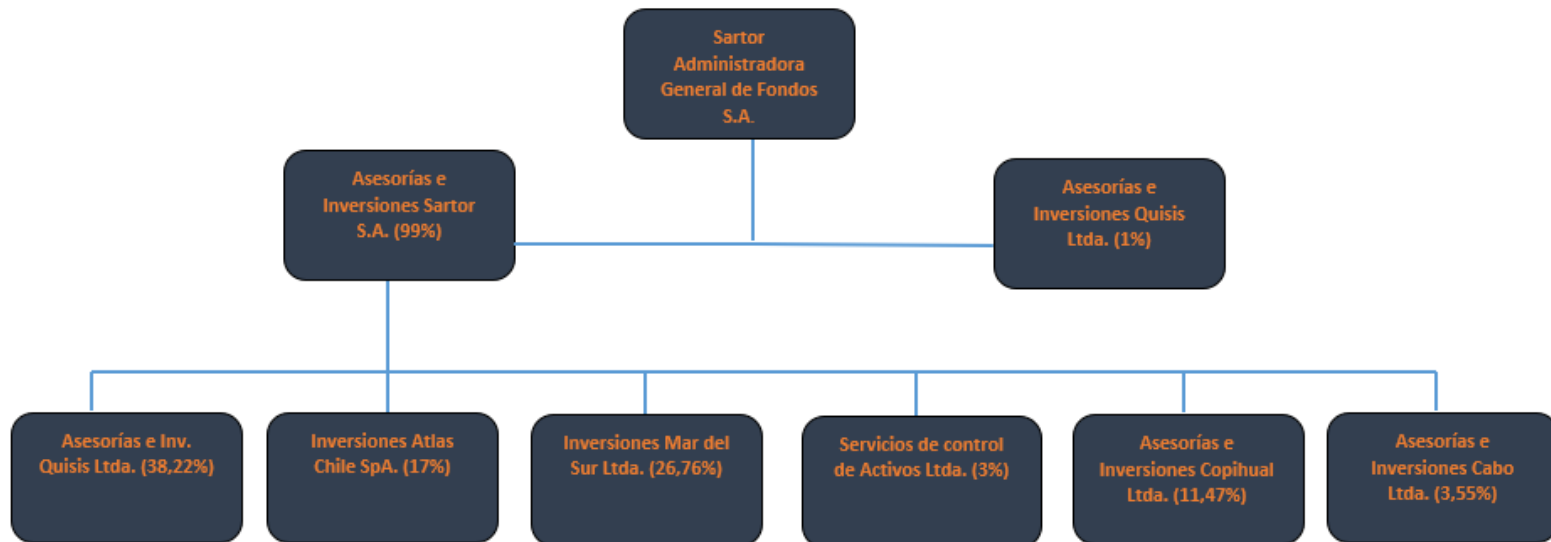 Sartor
Administradora
General de Fondos
S.A.
Asesorías e
Inversiones Sartor
S.A. (99%)
Asesorías e
Inversiones Quisis
Ltda. (1%)
Asesorías e Inv.
Quisis Ltda. (38,22%)
Inversiones Atlas
Chile SpA. (17%)
Inversiones Mar del
Sur Ltda. (26,76%)
Servicios de control
de Activos Ltda. (3%)
Asesorías e
Inversiones Copihual
Ltda. (11,47%)
Asesorías e
Inversiones Cabo
Ltda. (3,55%)